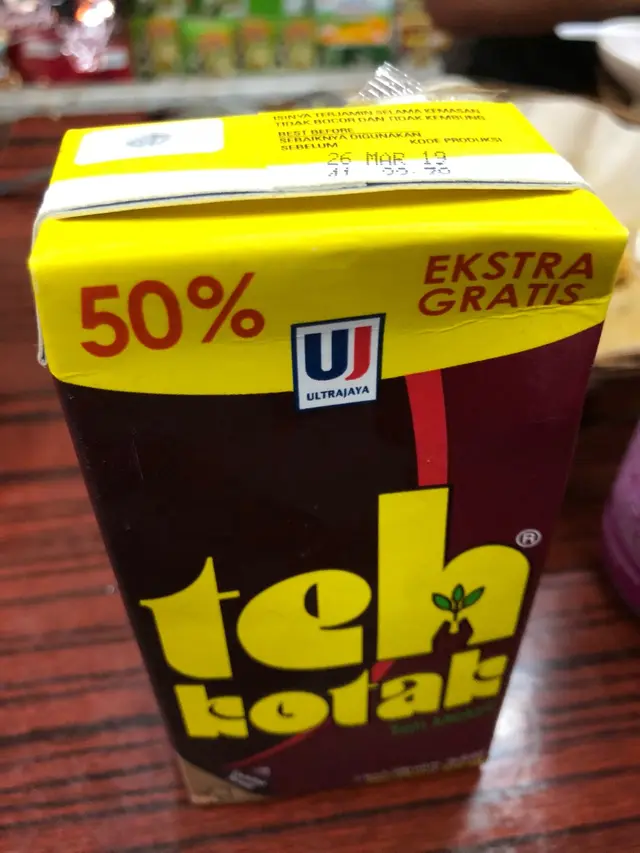 ISINYA TERJAMIN SELAMA KEMASAN
TIDAK BOCOR DAN TIDAK KEMBUNG
BEST BEFORE
SEBAIKNYA DIGUNAKAN
SEBELUM
KODE PRODUKSI
26 MAR 19
50%
EKSTRA
GRATIS
UJ
ULTRAJAYA
teh
®
kotak